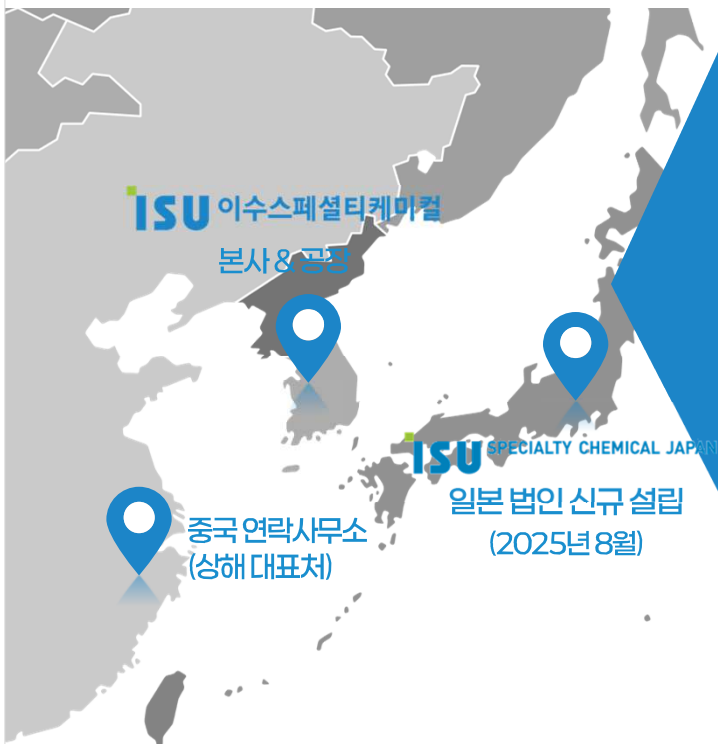 ISU 이수스페셜티케미컬
본사 & 공장
ISU SPECIALTY CHEMICAL JAPAN
일본 법인 신규 설립
(2025년 8월)
중국 연락사무소
(상해 대표처)